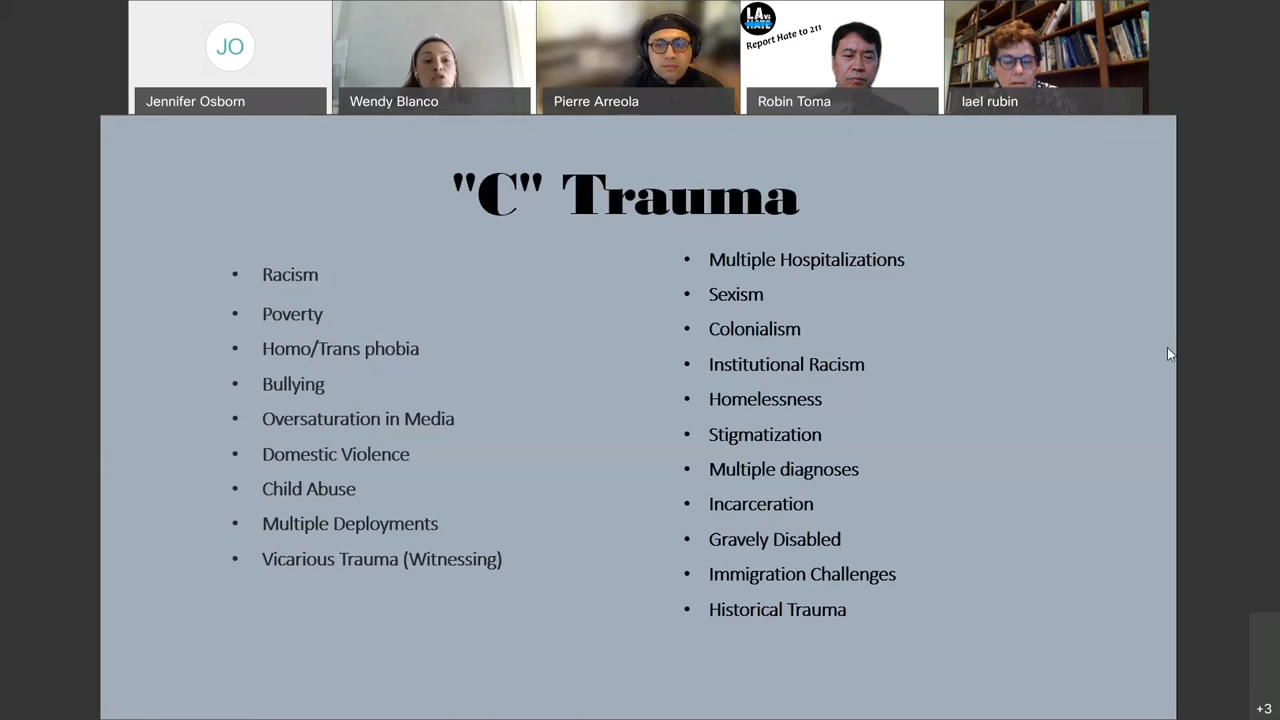 JO
Jennifer Osborn
Wendy Blanco
Pierre Arreola
LA vs HATE
Report Hate to 211
Robin Toma
lael rubin
"C" Trauma
• Racism
• Poverty
• Homo/Trans phobia
• Bullying
• Oversaturation in Media
• Domestic Violence
• Child Abuse
• Multiple Deployments
• Vicarious Trauma (Witnessing)
• Multiple Hospitalizations
• Sexism
• Colonialism
• Institutional Racism
• Homelessness
• Stigmatization
• Multiple diagnoses
• Incarceration
• Gravely Disabled
• Immigration Challenges
• Historical Trauma
+3